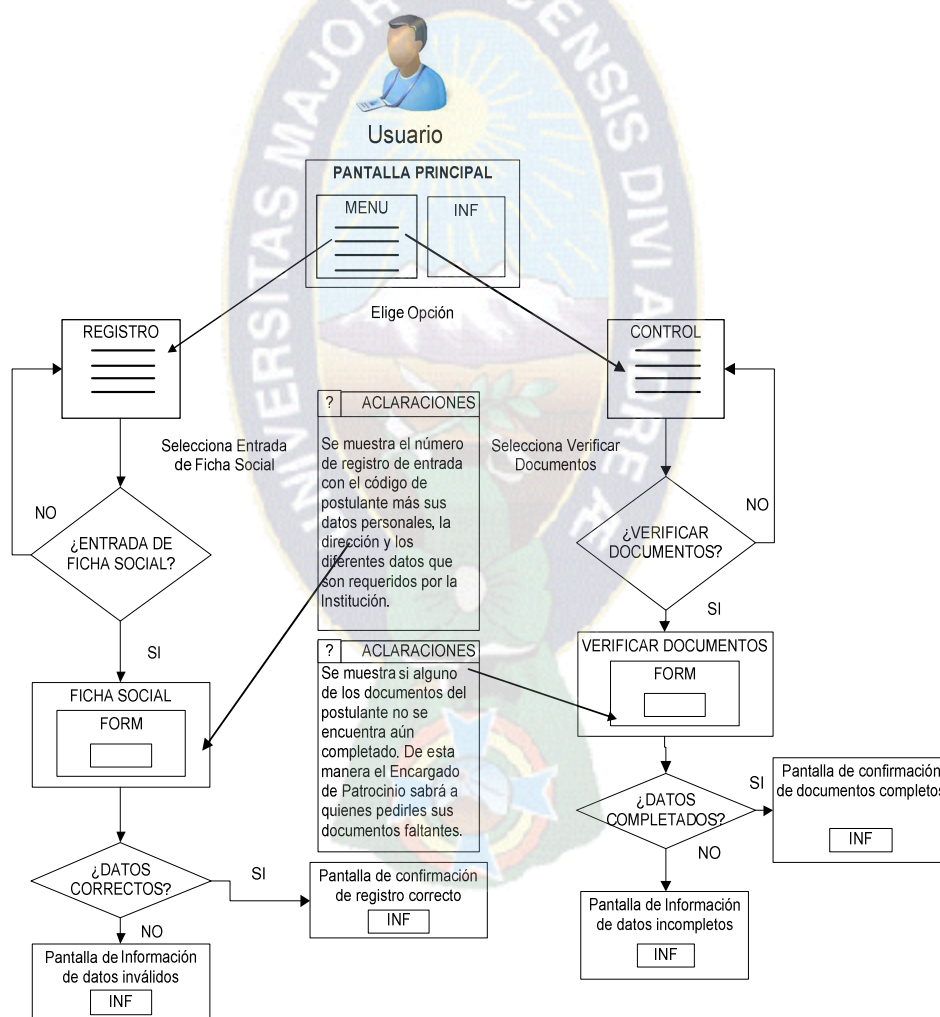 Usuario
PANTALLA PRINCIPAL
MENU
INF
Elige Opción
REGISTRO
CONTROL
Selecciona Entrada
de Ficha Social
? ACLARACIONES
Se muestra el número
de registro de entrada
con el código de
postulante más sus
datos personales, la
dirección y los
diferentes datos que
son requeridos por la
Institución.
Selecciona Verificar
Documentos
NO
¿ENTRADA DE
FICHA SOCIAL?
SI
NO
¿VERIFICAR
DOCUMENTOS?
SI
FICHA SOCIAL
FORM
? ACLARACIONES
Se muestra si alguno
de los documentos del
postulante no se
encuentra aún
completado. De esta
manera el Encargado
de Patrocinio sabrá a
quienes pedirles sus
documentos faltantes.
VERIFICAR DOCUMENTOS
FORM
¿DATOS
CORRECTOS?
SI
NO
Pantalla de confirmación
de registro correcto
INF
Pantalla de Información
de datos inválidos
INF
¿DATOS
COMPLETADOS?
SI
NO
Pantalla de confirmación
de documentos completos
INF
Pantalla de Información
de datos incompletos
INF
UNIVERSITAS MAJOR
ENSIS DIVI ANDRE